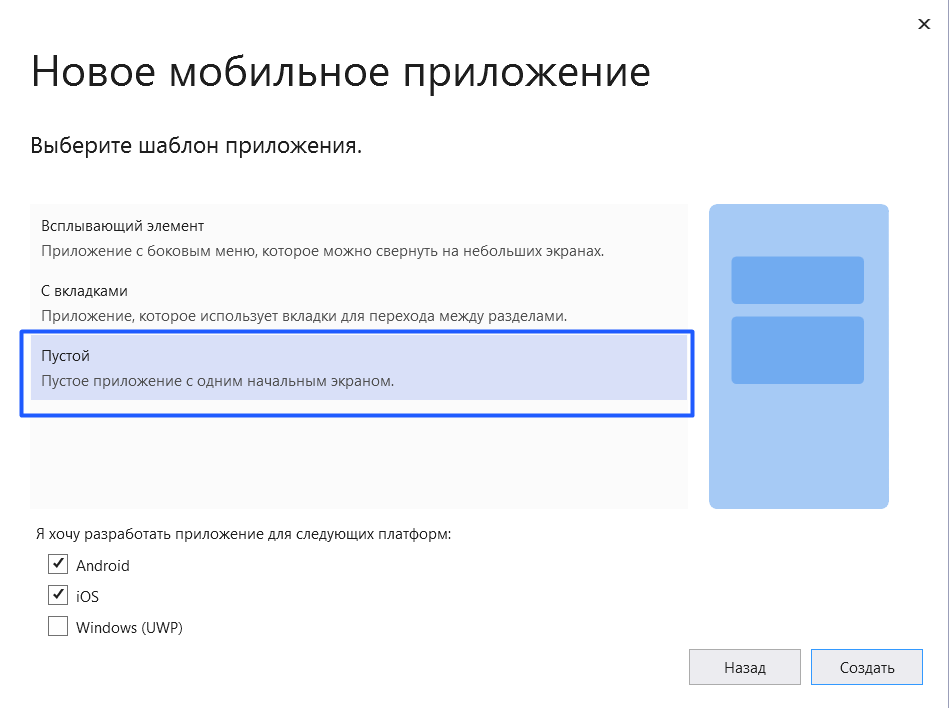 Новое мобильное приложение
Выберите шаблон приложения.
Всплывающий элемент
Приложение с боковым меню, которое можно свернуть на небольших экранах.
С вкладками
Приложение, которое использует вкладки для перехода между разделами.
Пустой
Пустое приложение с одним начальным экраном.
Я хочу разработать приложение для следующих платформ:
Android
iOS
Windows (UWP)
Назад
Создать